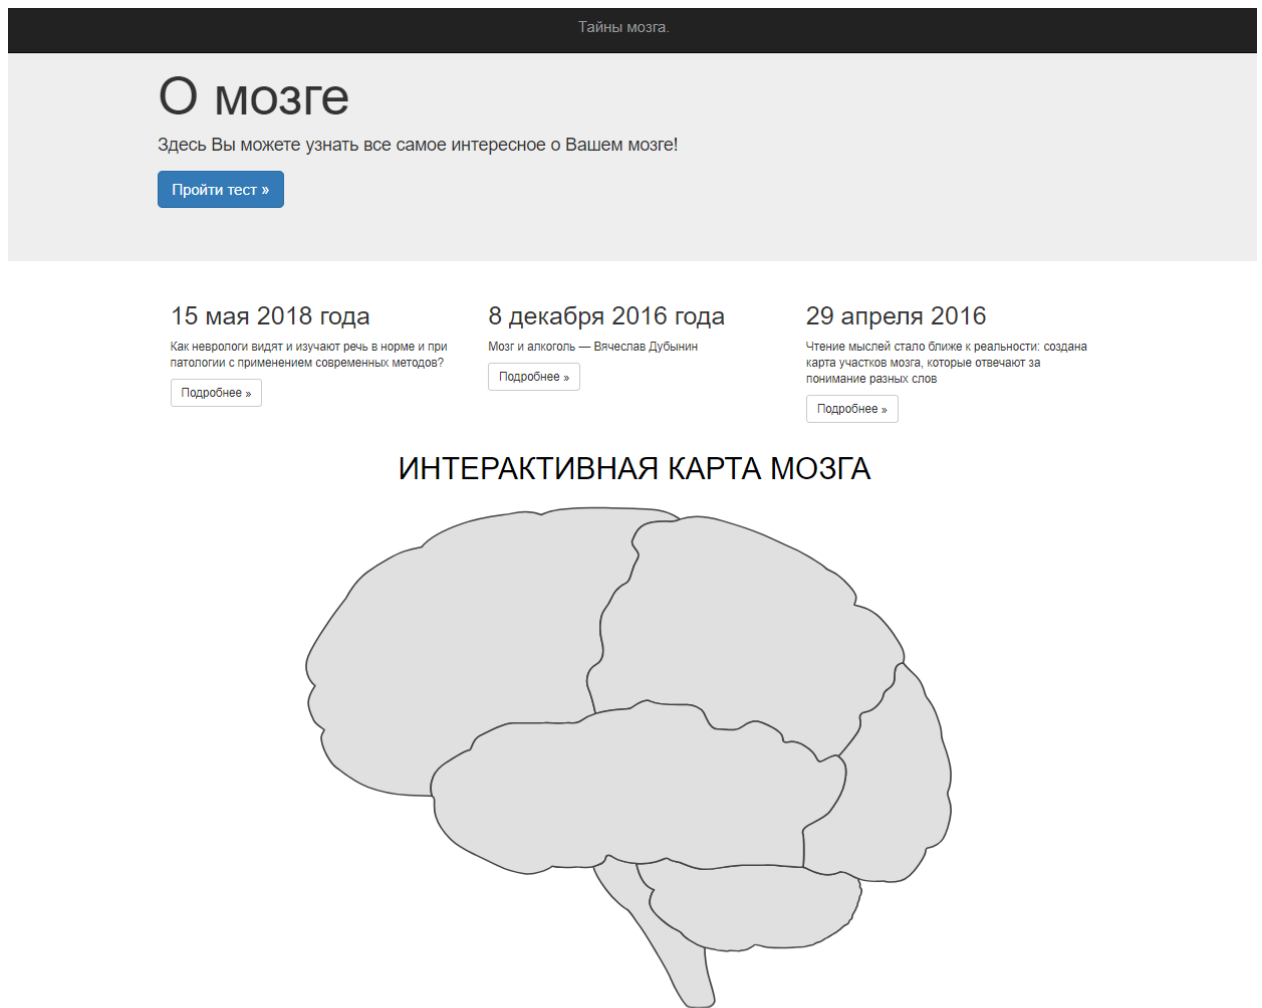 Тайны мозга.
О мозге
Здесь Вы можете узнать все самое интересное о Вашем мозге!
Пройти тест »
15 мая 2018 года
Как неврологи видят и изучают речь в норме и при
патологии с применением современных методов?
Подробнее »
8 декабря 2016 года
Мозг и алкоголь — Вячеслав Дубынин
Подробнее »
29 апреля 2016
Чтение мыслей стало ближе к реальности: создана
карта участков мозга, которые отвечают за
понимание разных слов
Подробнее »
ИНТЕРАКТИВНАЯ КАРТА МОЗГА